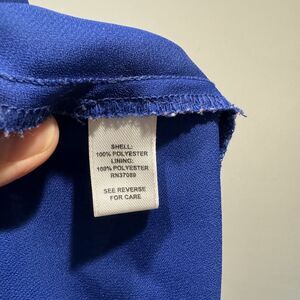 SHELL:
100% POLYESTER
LINING:
100% POLYESTER
RN37089
SEE REVERSE
FOR CARE